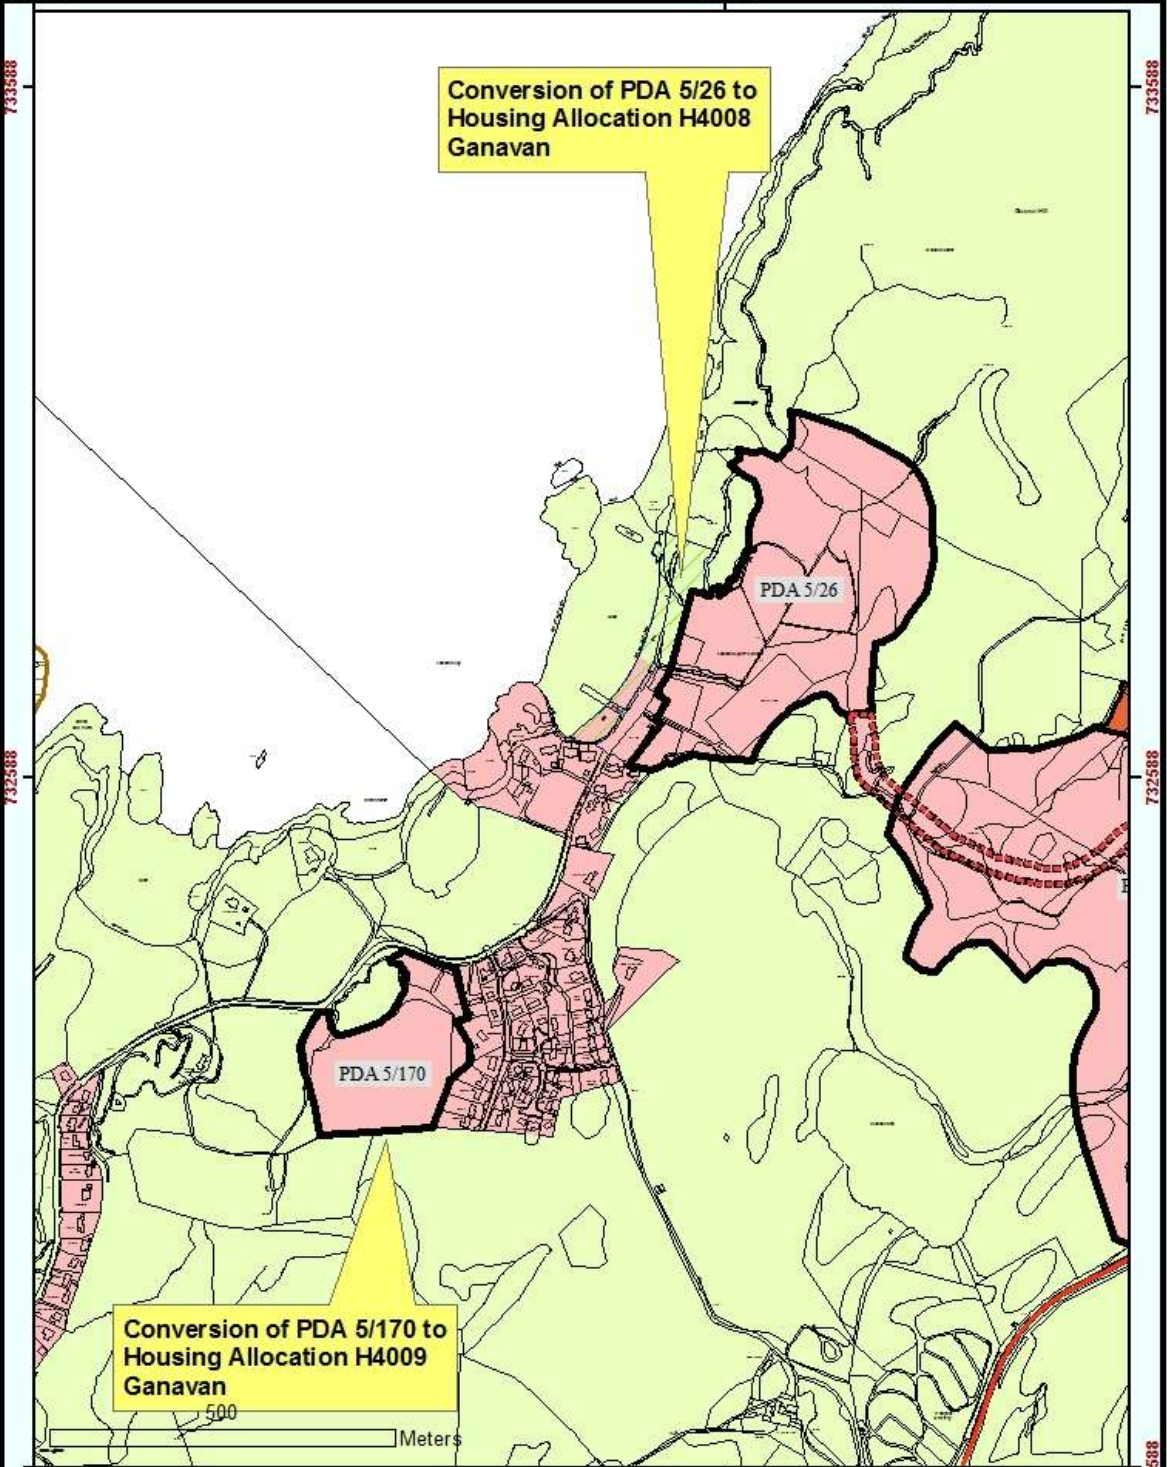 733588
733588
Conversion of PDA 5/26 to
Housing Allocation H4008
Ganavan
PDA 5/26
732588
732588
PDA 5/170
Conversion of PDA 5/170 to
Housing Allocation H4009
Ganavan
500
Meters
588